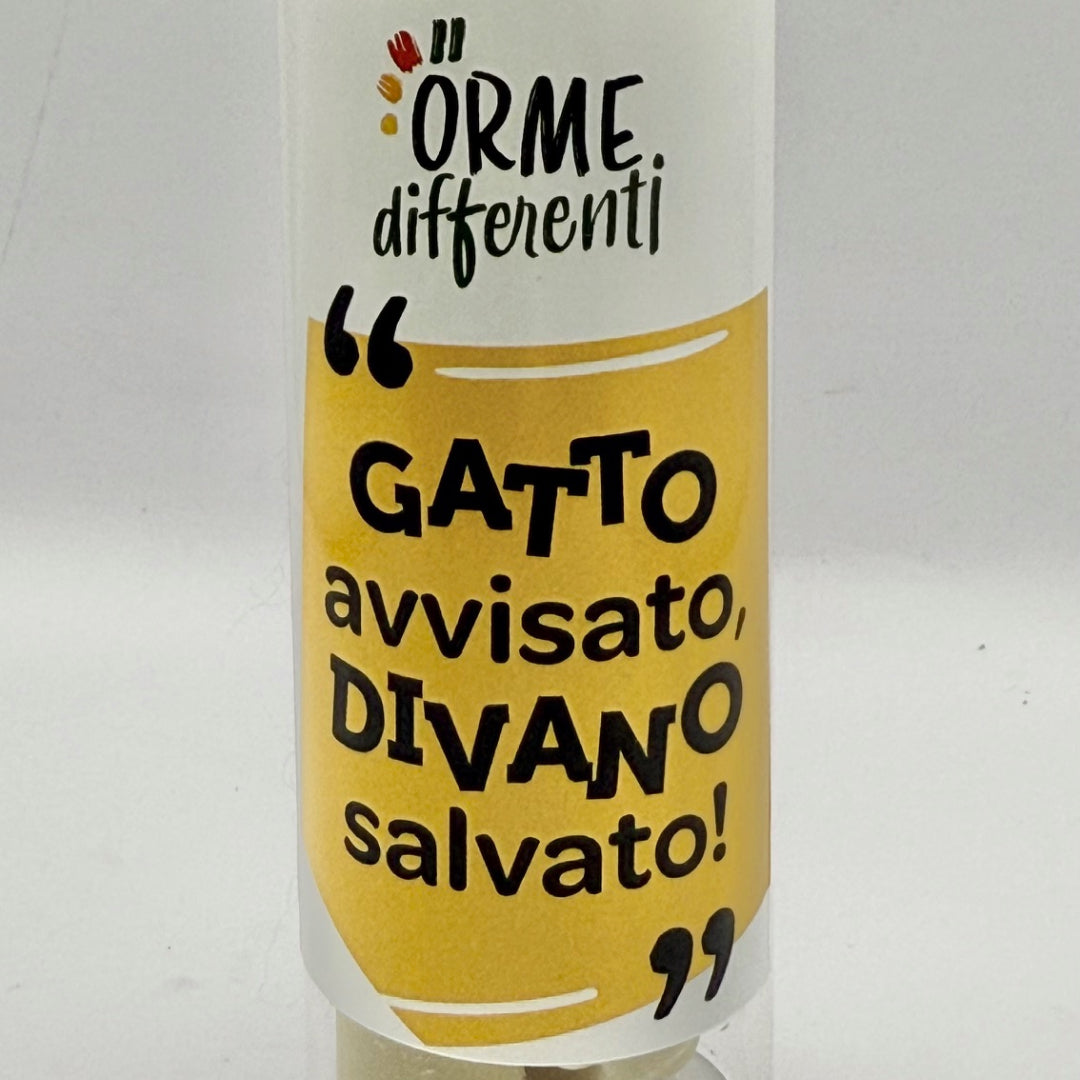 ORME
differenti
“
GATTO
avvisato,
DIVANO
salvato!
”